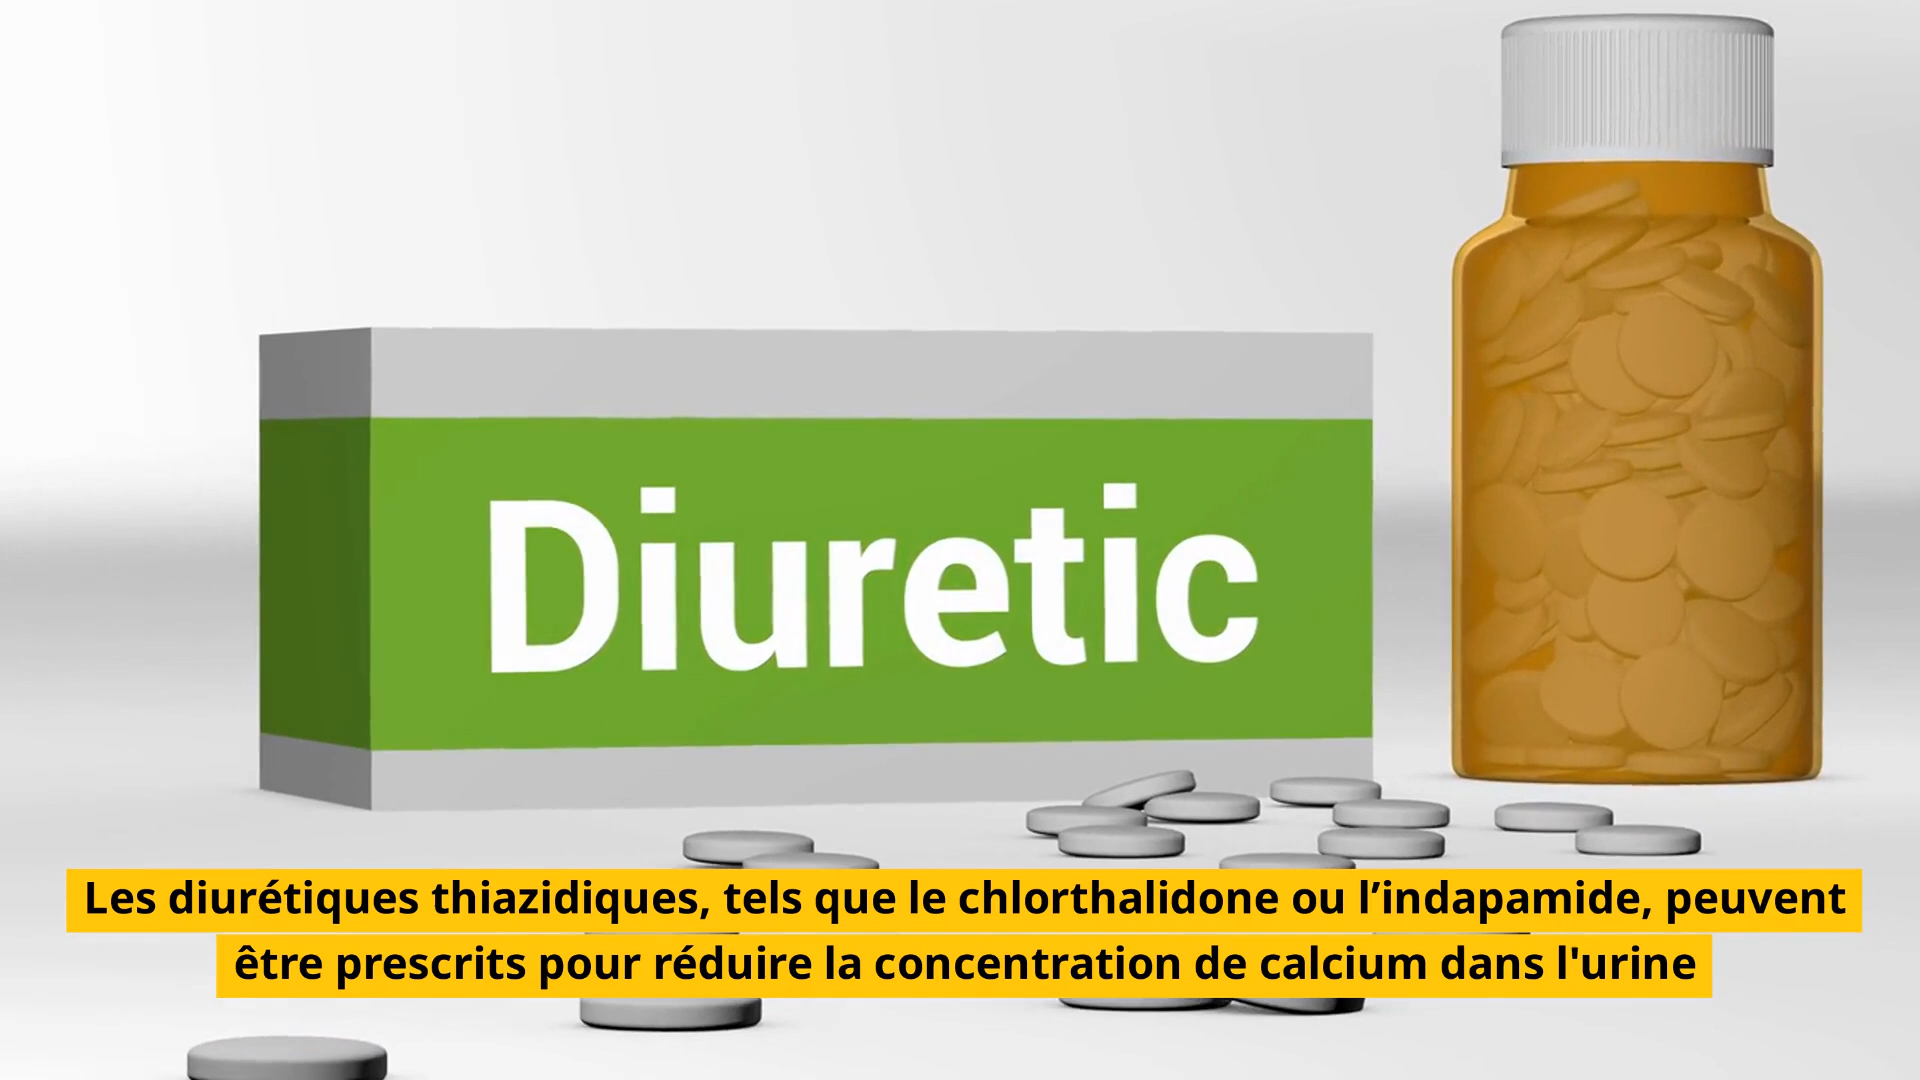 Diuretic
Les diurétiques thiazidiques, tels que le chlorthalidone ou l’indapamide, peuvent
être prescrits pour réduire la concentration de calcium dans l'urine